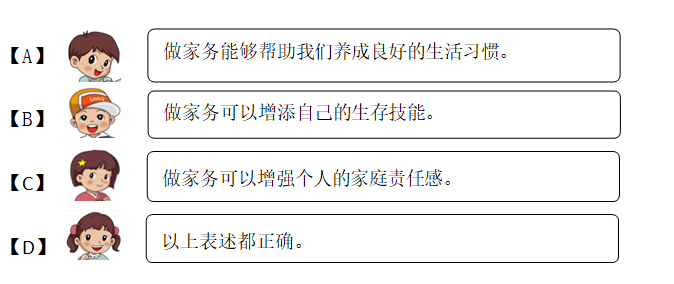 【A】 做家务能够帮助我们养成良好的生活习惯。
【B】 做家务可以增添自己的生存技能。
【C】 做家务可以增强个人的家庭责任感。
【D】 以上表述都正确。